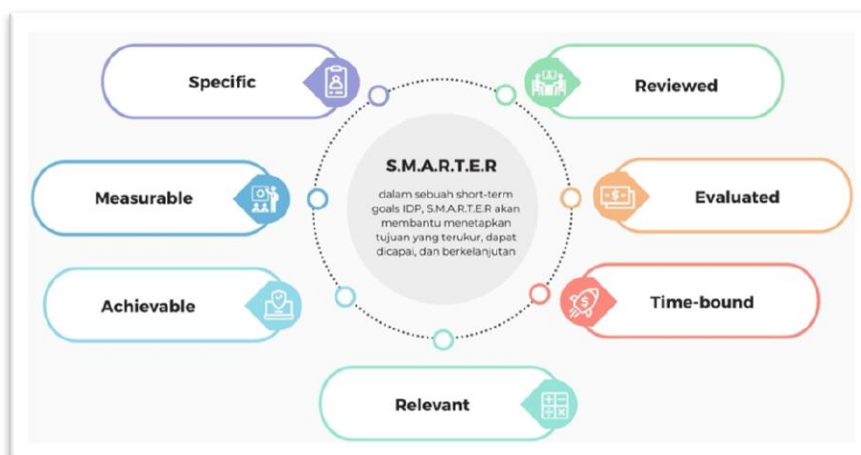 S.M.A.R.T.E.R
dalam sebuah short-term
goals IDP, S.M.A.R.T.E.R akan
membantu menetapkan
tujuan yang terukur, dapat
dicapai, dan berkelanjutan
Specific
Measurable
Achievable
Relevant
Time-bound
Evaluated
Reviewed